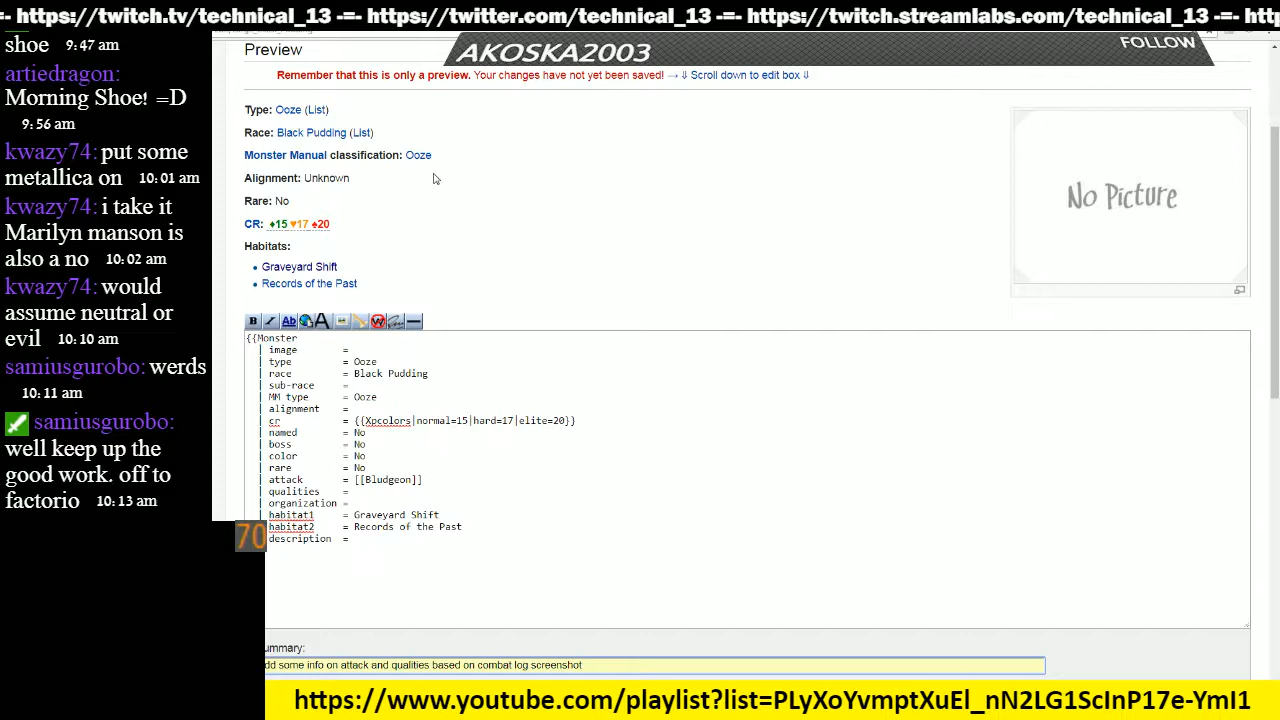 =- https://twitch.tv/technical_13 -=- https://twitter.com/technical_13 -=- https://twitch.streamlabs.com/technical_13 -=- http
shoe 9:47 am
artiedragon:
Morning Shoe! =D
9:56 am
kwazy74: put some
metallica on 10:01 am
kwazy74: i take it
Marilyn manson is
also a no 10:02 am
kwazy74: would
assume neutral or
evil 10:10 am
samiusgurobo: werds
10:11 am
samiusgurobo:
well keep up the
good work. off to
factorio 10:13 am
70
AKOSKA2003
FOLLOW
Preview
Remember that this is only a preview. Your changes have not yet been saved! → ⇓ Scroll down to edit box ⇓
Type: Ooze (List)
Race: Black Pudding (List)
Monster Manual classification: Ooze
Alignment: Unknown
Rare: No
CR: ♦15 ♥17 ♠20
Habitats:
• Graveyard Shift
• Records of the Past
No Picture
B I Ab A W
{{Monster
| image =
| type = Ooze
| race = Black Pudding
| sub-race =
| MM type = Ooze
| alignment =
| cr = {{Xpcolors|normal=15|hard=17|elite=20}}
| named = No
| boss = No
| color = No
| rare = No
| attack = [[Bludgeon]]
| qualities =
| organization =
| habitat1 = Graveyard Shift
habitat2 = Records of the Past
description =
ummary:
dd some info on attack and qualities based on combat log screenshot
https://www.youtube.com/playlist?list=PLyXoYvmptXuEl_nN2LG1ScInP17e-YmI1